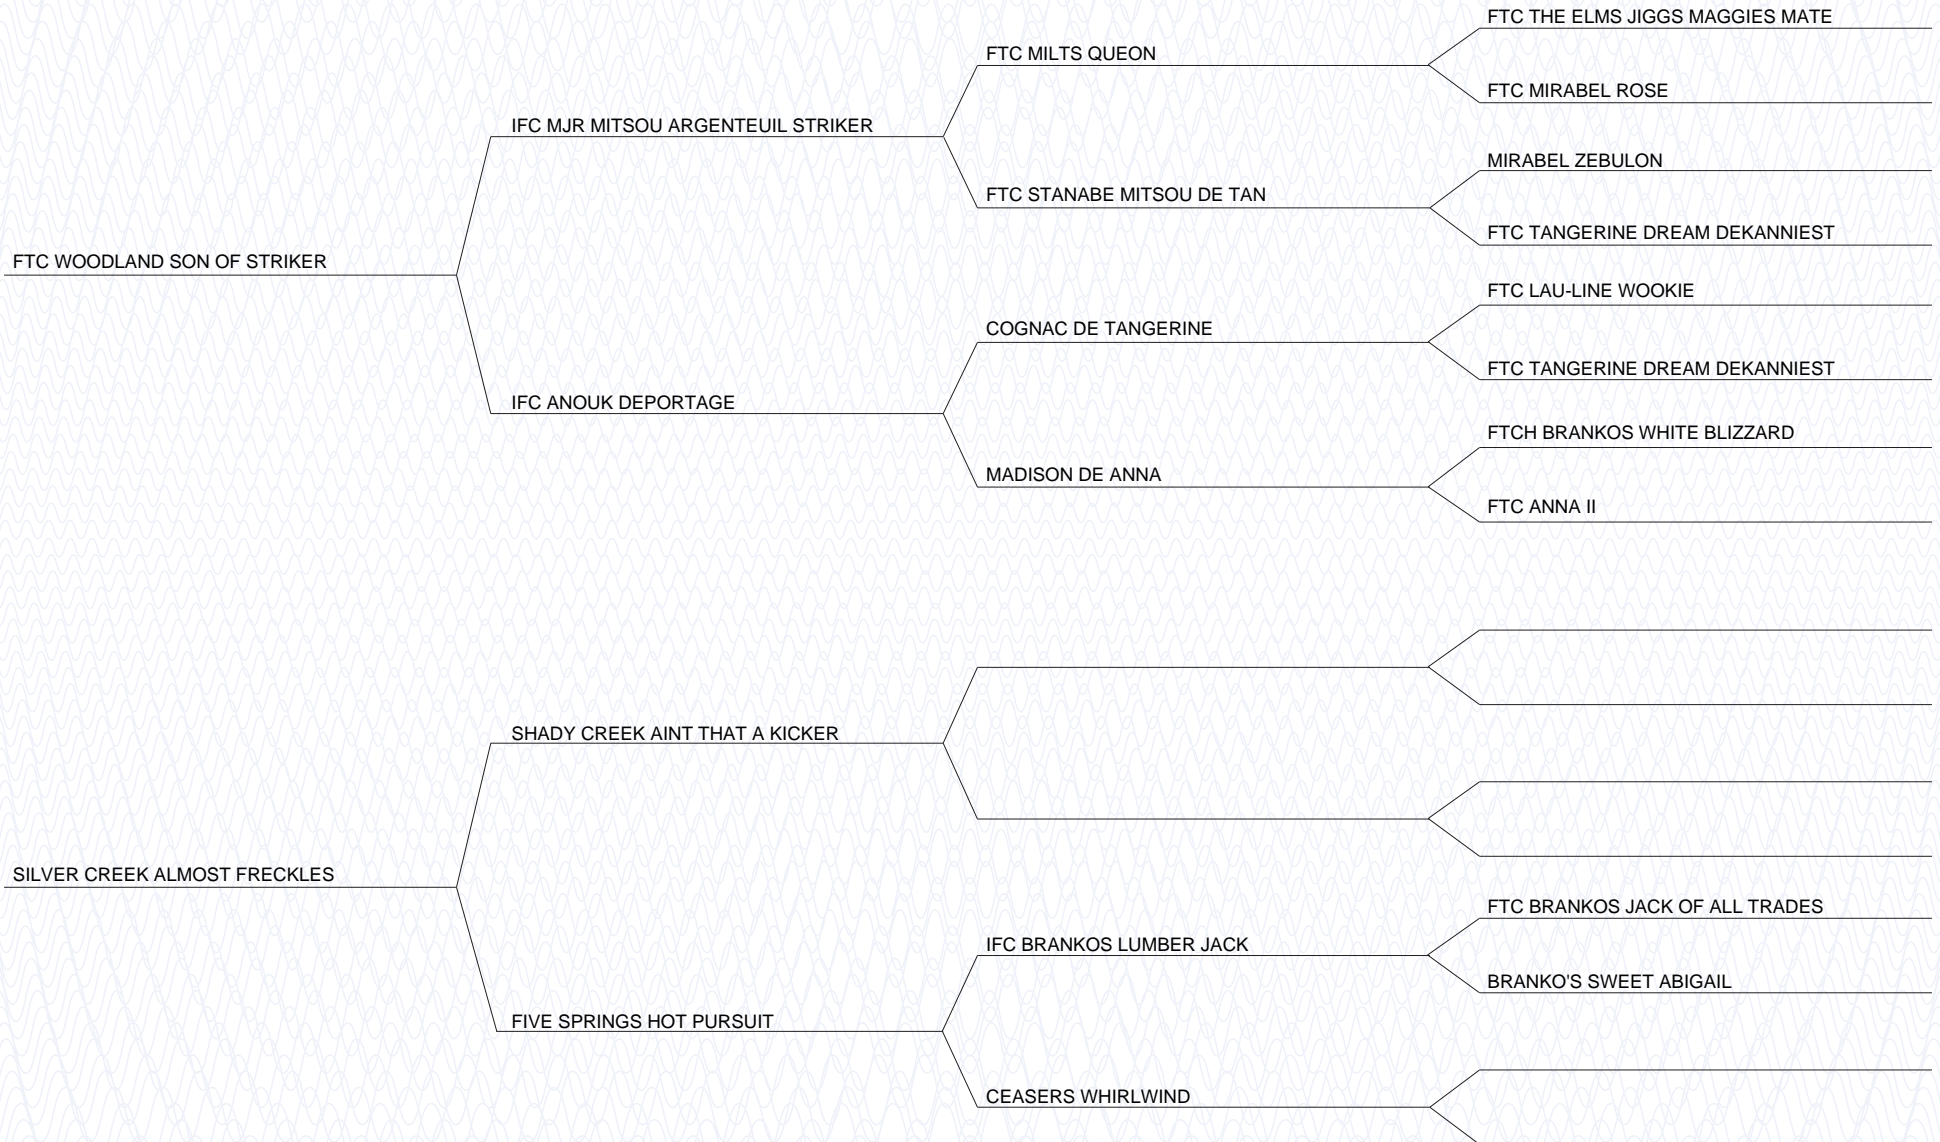 FTC THE ELMS JIGGS MAGGIES MATE
FTC MILTS QUEON
FTC MIRABEL ROSE
IFC MJR MITSOU ARGENTEUIL STRIKER
MIRABEL ZEBULON
FTC STANABE MITSOU DE TAN
FTC TANGERINE DREAM DEKANNIEST
FTC WOODLAND SON OF STRIKER
FTC LAU-LINE WOOKIE
COGNAC DE TANGERINE
FTC TANGERINE DREAM DEKANNIEST
IFC ANOUK DEPORTAGE
FTCH BRANKOS WHITE BLIZZARD
MADISON DE ANNA
FTC ANNA II
SHADY CREEK AINT THAT A KICKER
SILVER CREEK ALMOST FRECKLES
FTC BRANKOS JACK OF ALL TRADES
IFC BRANKOS LUMBER JACK
BRANKO'S SWEET ABIGAIL
FIVE SPRINGS HOT PURSUIT
CEASERS WHIRLWIND